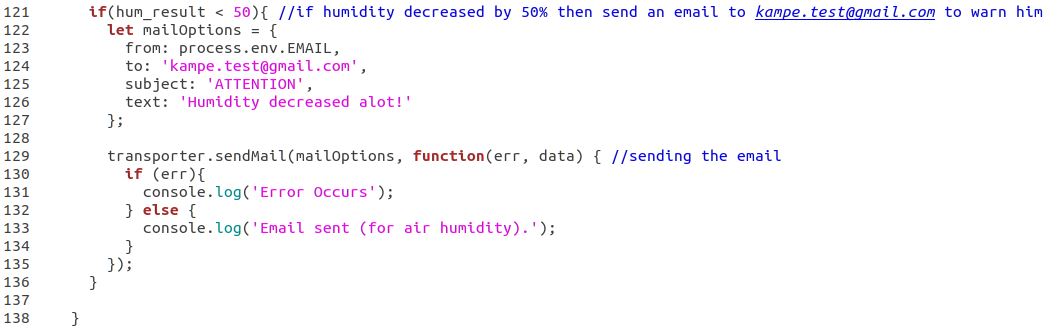 121 if(hum_result < 50){ //if humidity decreased by 50% then send an email to kampe.test@gmail.com to warn him
122 let mailOptions = {
123 from: process.env.EMAIL,
124 to: 'kampe.test@gmail.com',
125 subject: 'ATTENTION',
126 text: 'Humidity decreased alot!'
127 };
128
129 transporter.sendMail(mailOptions, function(err, data) { //sending the email
130 if (err){
131 console.log('Error Occurs');
132 } else {
133 console.log('Email sent (for air humidity).');
134 }
135 });
136 }
137
138 }